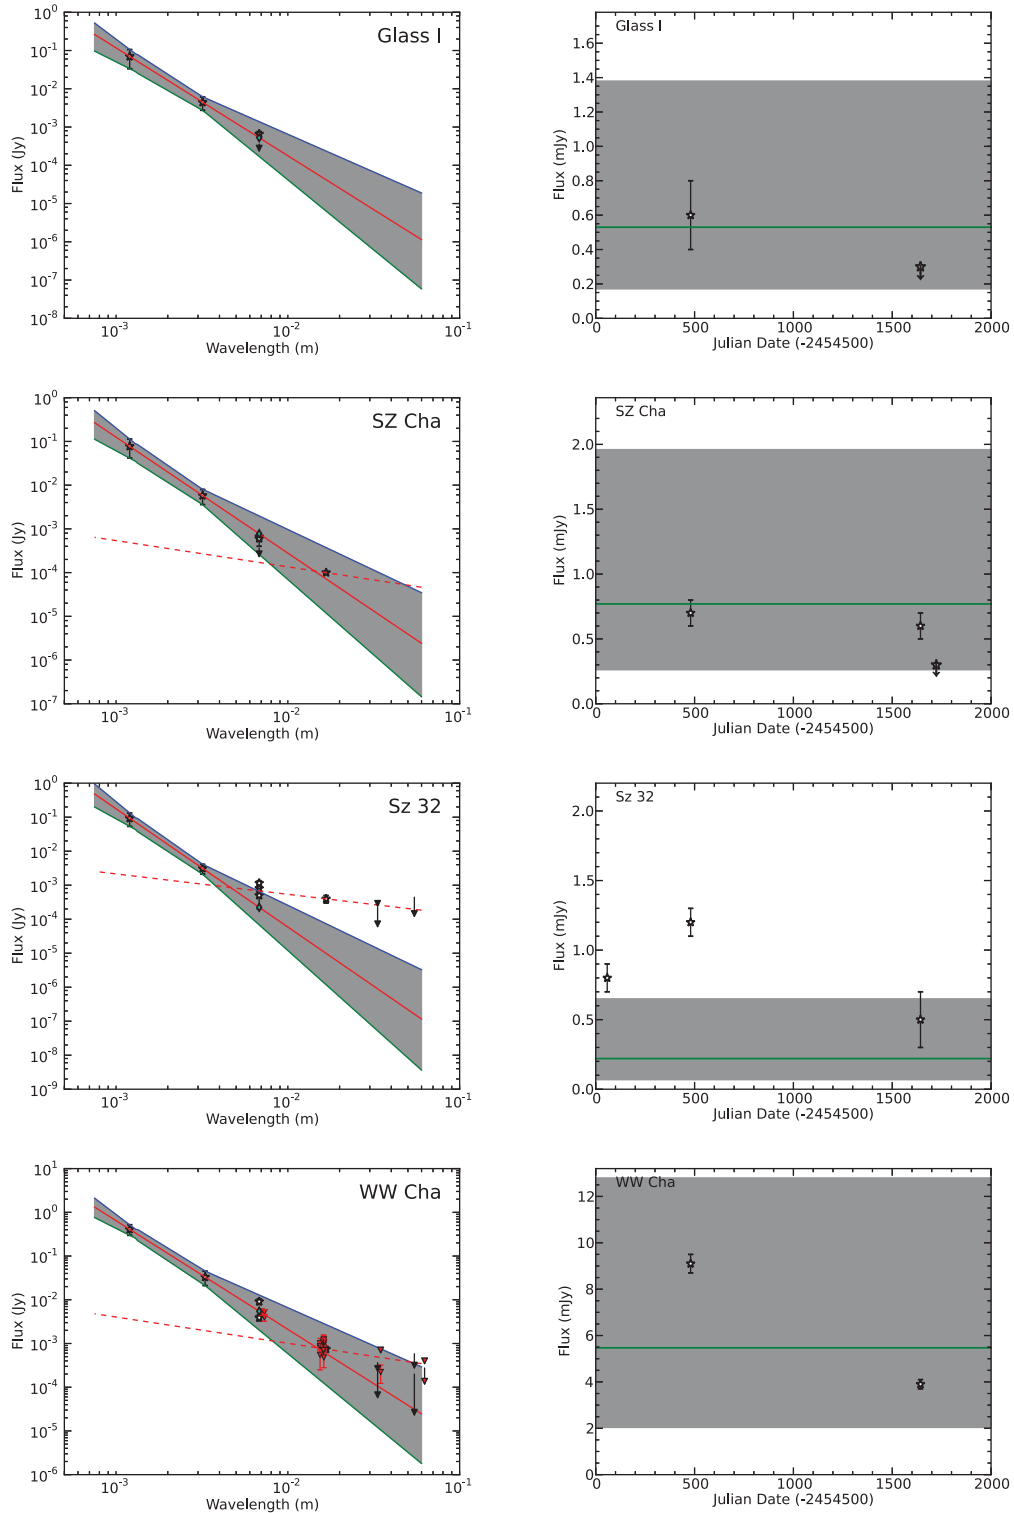 Glass I
Flux (Jy)
10^0
10^-1
10^-2
10^-3
10^-4
10^-5
10^-6
10^-7
10^-8
10^-3 10^-2 10^-1
Wavelength (m)
Glass I
Flux (mJy)
1.6
1.4
1.2
1.0
0.8
0.6
0.4
0.2
0.0
0 500 1000 1500 2000
Julian Date (-2454500)
SZ Cha
Flux (Jy)
10^0
10^-1
10^-2
10^-3
10^-4
10^-5
10^-6
10^-7
10^-3 10^-2 10^-1
Wavelength (m)
SZ Cha
Flux (mJy)
2.0
1.5
1.0
0.5
0.0
0 500 1000 1500 2000
Julian Date (-2454500)
Sz 32
Flux (Jy)
10^0
10^-1
10^-2
10^-3
10^-4
10^-5
10^-6
10^-7
10^-8
10^-9
10^-3 10^-2 10^-1
Wavelength (m)
Sz 32
Flux (mJy)
2.0
1.5
1.0
0.5
0.0
0 500 1000 1500 2000
Julian Date (-2454500)
WW Cha
Flux (Jy)
10^1
10^0
10^-1
10^-2
10^-3
10^-4
10^-5
10^-6
10^-3 10^-2 10^-1
Wavelength (m)
WW Cha
Flux (mJy)
12
10
8
6
4
2
0
0 500 1000 1500 2000
Julian Date (-2454500)